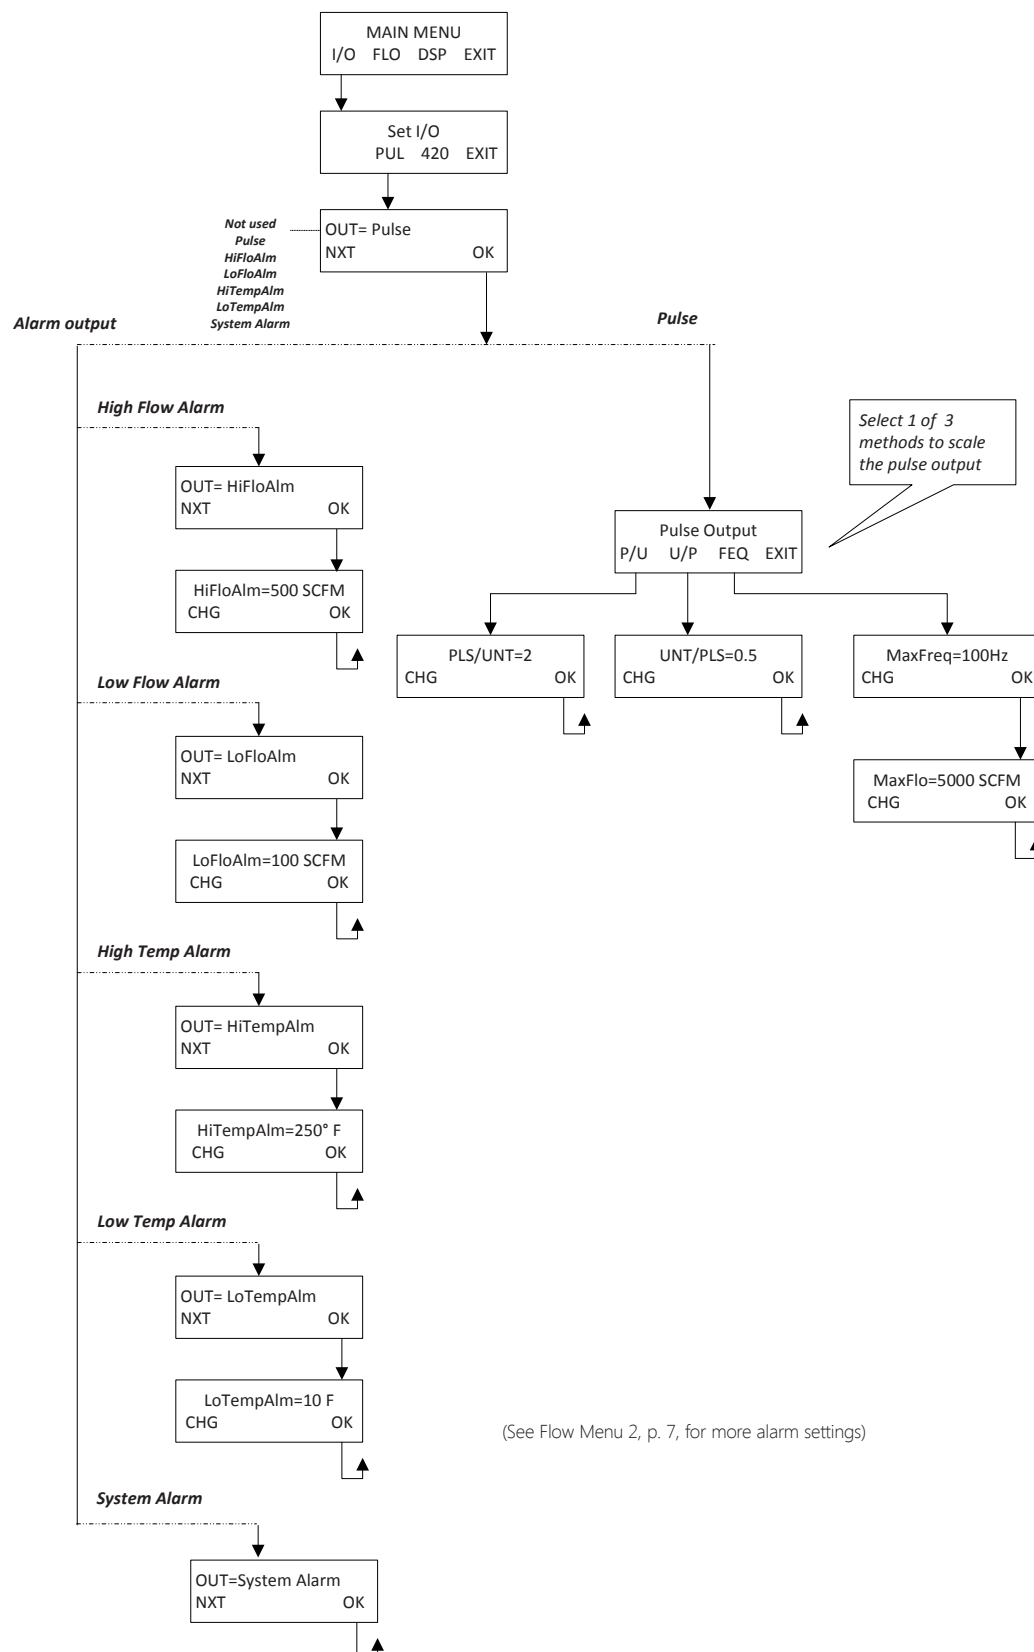 MAIN MENU
I/O FLO DSP EXIT
Set I/O
PUL 420 EXIT
Not used
Pulse
HiFloAlm
LoFloAlm
HiTempAlm
LoTempAlm
System Alarm
OUT= Pulse
NXT OK
Alarm output
Pulse
High Flow Alarm
OUT= HiFloAlm
NXT OK
HiFloAlm=500 SCFM
CHG OK
Select 1 of 3
methods to scale
the pulse output
Pulse Output
P/U U/P FEQ EXIT
PLS/UNT=2
CHG OK
UNT/PLS=0.5
CHG OK
MaxFreq=100Hz
CHG OK
MaxFlo=5000 SCFM
CHG OK
Low Flow Alarm
OUT= LoFloAlm
NXT OK
LoFloAlm=100 SCFM
CHG OK
High Temp Alarm
OUT= HiTempAlm
NXT OK
HiTempAlm=250° F
CHG OK
Low Temp Alarm
OUT= LoTempAlm
NXT OK
LoTempAlm=10 F
CHG OK
(See Flow Menu 2, p. 7, for more alarm settings)
System Alarm
OUT=System Alarm
NXT OK